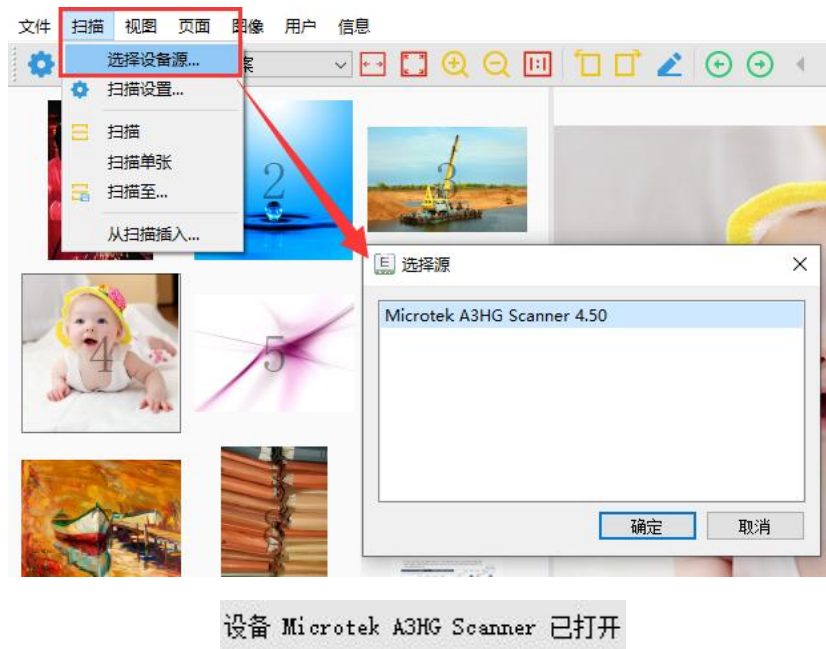 文件 扫描 视图 页面 图像 用户 信息
选择设备源...
案
扫描设置...
扫描
扫描单张
扫描至...
从扫描插入...
2
3
4
5
选择源
Microtek A3HG Scanner 4.50
确定 取消
设备 Microtek A3HG Scanner 已打开